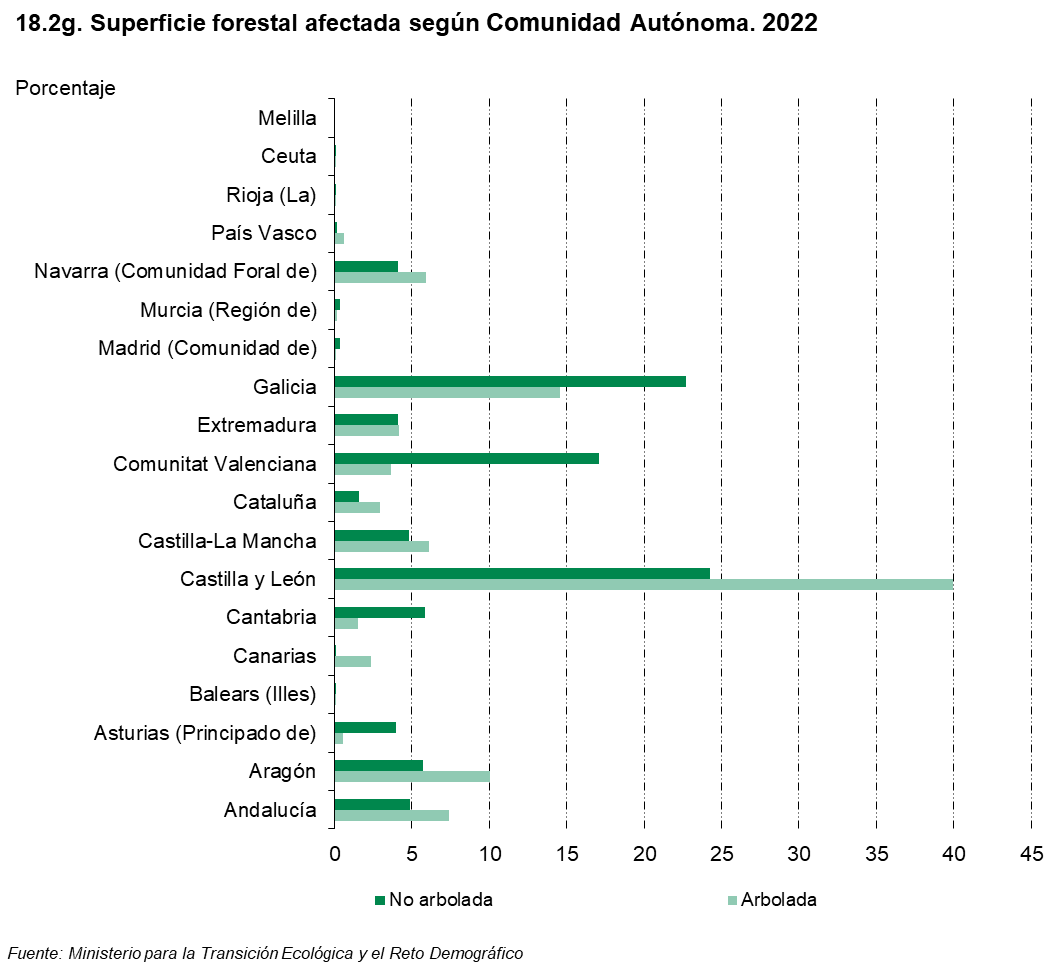 18.2g. Superficie forestal afectada según Comunidad Autónoma. 2022
Porcentaje
Melilla
Ceuta
Rioja (La)
País Vasco
Navarra (Comunidad Foral de)
Murcia (Región de)
Madrid (Comunidad de)
Galicia
Extremadura
Comunitat Valenciana
Cataluña
Castilla-La Mancha
Castilla y León
Cantabria
Canarias
Balears (Illes)
Asturias (Principado de)
Aragón
Andalucía
0 5 10 15 20 25 30 35 40 45
No arbolada Arbolada
Fuente: Ministerio para la Transición Ecológica y el Reto Demográfico